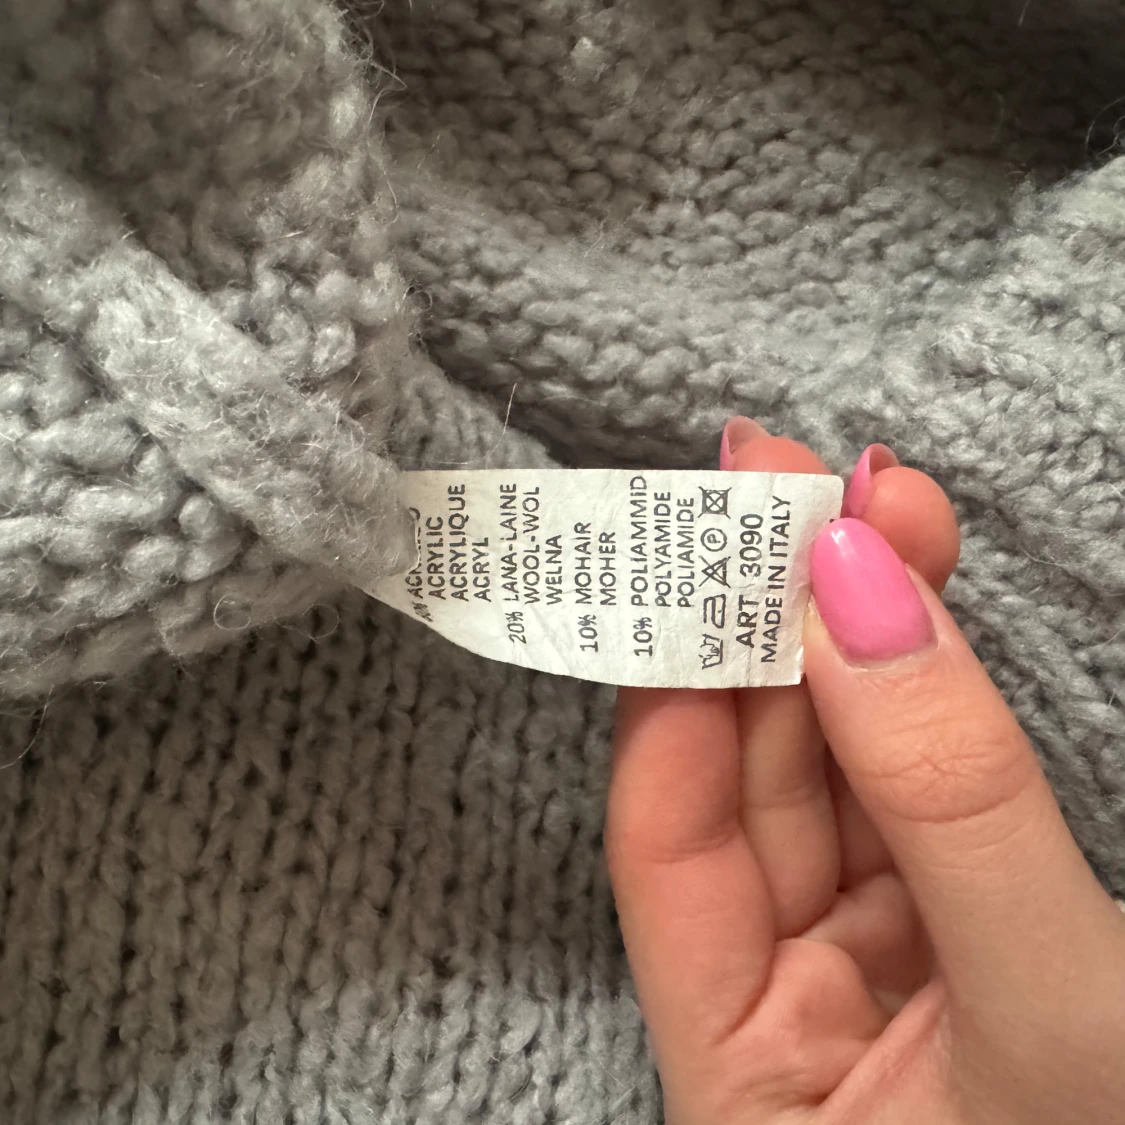 ACRYLIC
ACRYLIQUE
ACRYL
20% LANA-LAINE
WOOL-WOL
WELNA
10% MOHAIR
MOHER
10% POLIAMMID
POLYAMIDE
POLIAMIDE
P
ART 3090
MADE IN ITALY